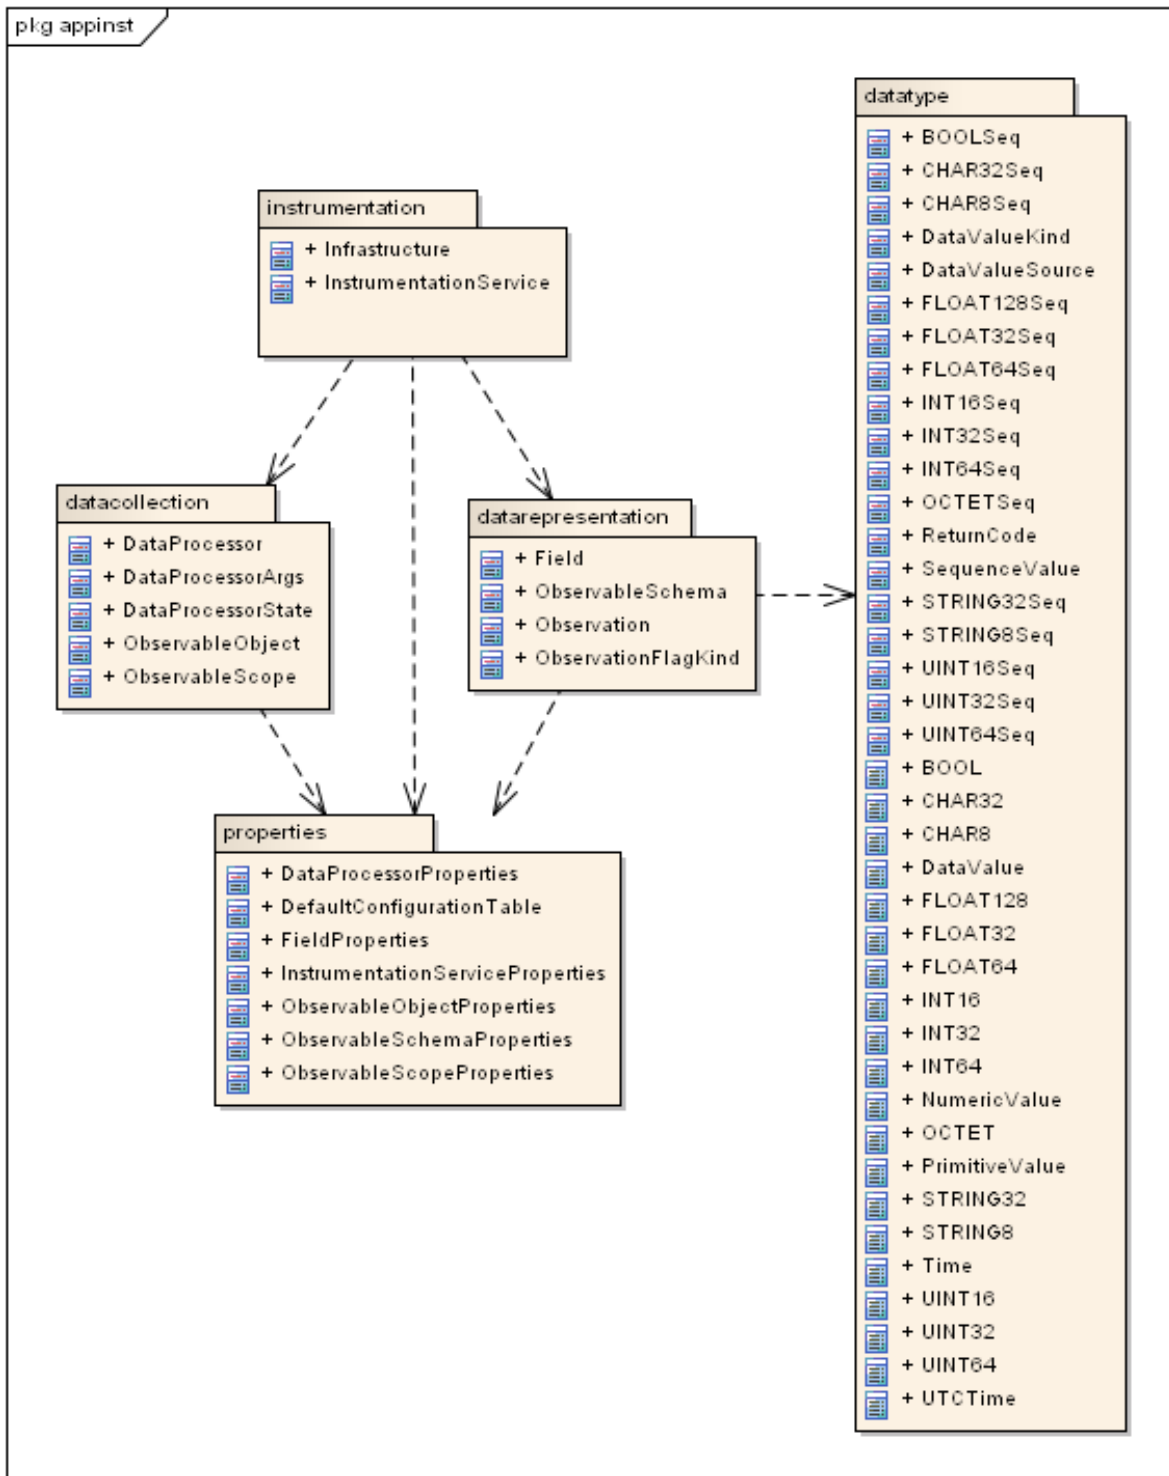 pkg appinst
instrumentation
+ Infrastructure
+ InstrumentationService
datacollection
+ DataProcessor
+ DataProcessorArgs
+ DataProcessorState
+ ObservableObject
+ ObservableScope
datarepresentation
+ Field
+ ObservableSchema
+ Observation
+ ObservationFlagKind
properties
+ DataProcessorProperties
+ DefaultConfigurationTable
+ FieldProperties
+ InstrumentationServiceProperties
+ ObservableObjectProperties
+ ObservableSchemaProperties
+ ObservableScopeProperties
datatype
+ BOOLSeq
+ CHAR32Seq
+ CHAR8Seq
+ DataValueKind
+ DataValueSource
+ FLOAT128Seq
+ FLOAT32Seq
+ FLOAT64Seq
+ INT16Seq
+ INT32Seq
+ INT64Seq
+ OCTETSeq
+ ReturnCode
+ SequenceValue
+ STRING32Seq
+ STRING8Seq
+ UINT16Seq
+ UINT32Seq
+ UINT64Seq
+ BOOL
+ CHAR32
+ CHAR8
+ DataValue
+ FLOAT128
+ FLOAT32
+ FLOAT64
+ INT16
+ INT32
+ INT64
+ NumericValue
+ OCTET
+ PrimitiveValue
+ STRING32
+ STRING8
+ Time
+ UINT16
+ UINT32
+ UINT64
+ UTCTime